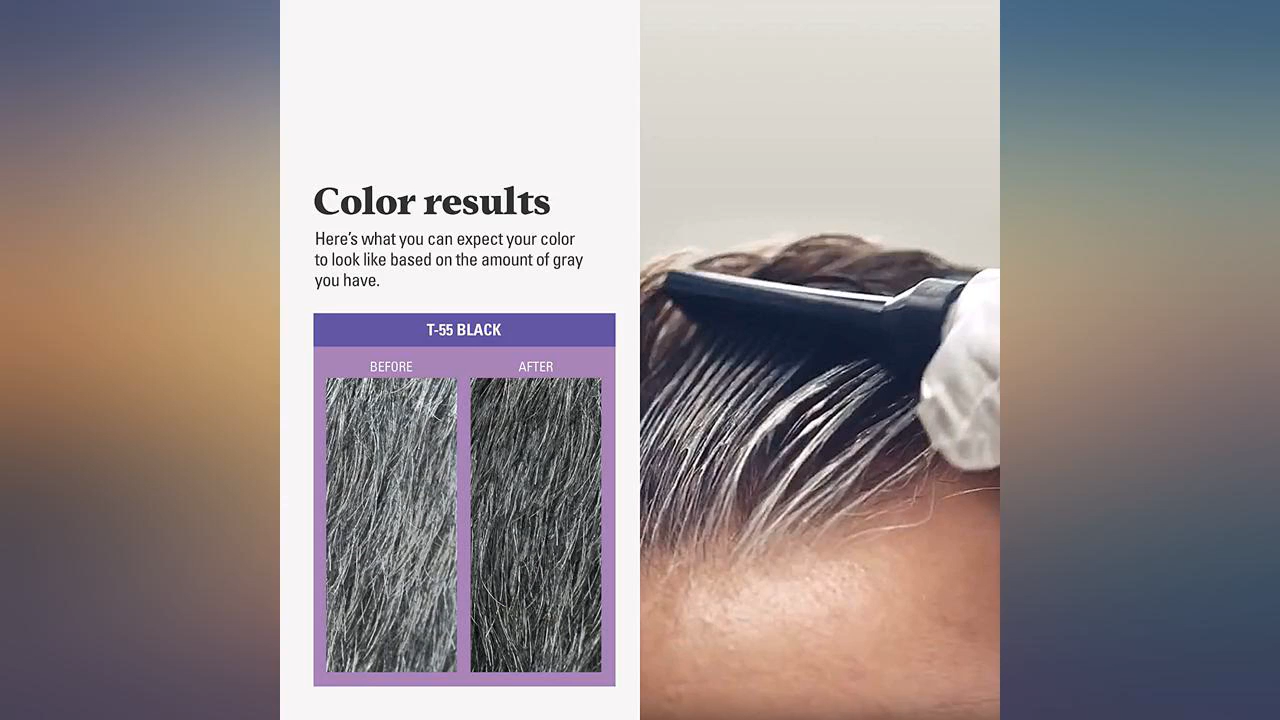 Color results
Here's what you can expect your color
to look like based on the amount of gray
you have.
T-55 BLACK
BEFORE
AFTER